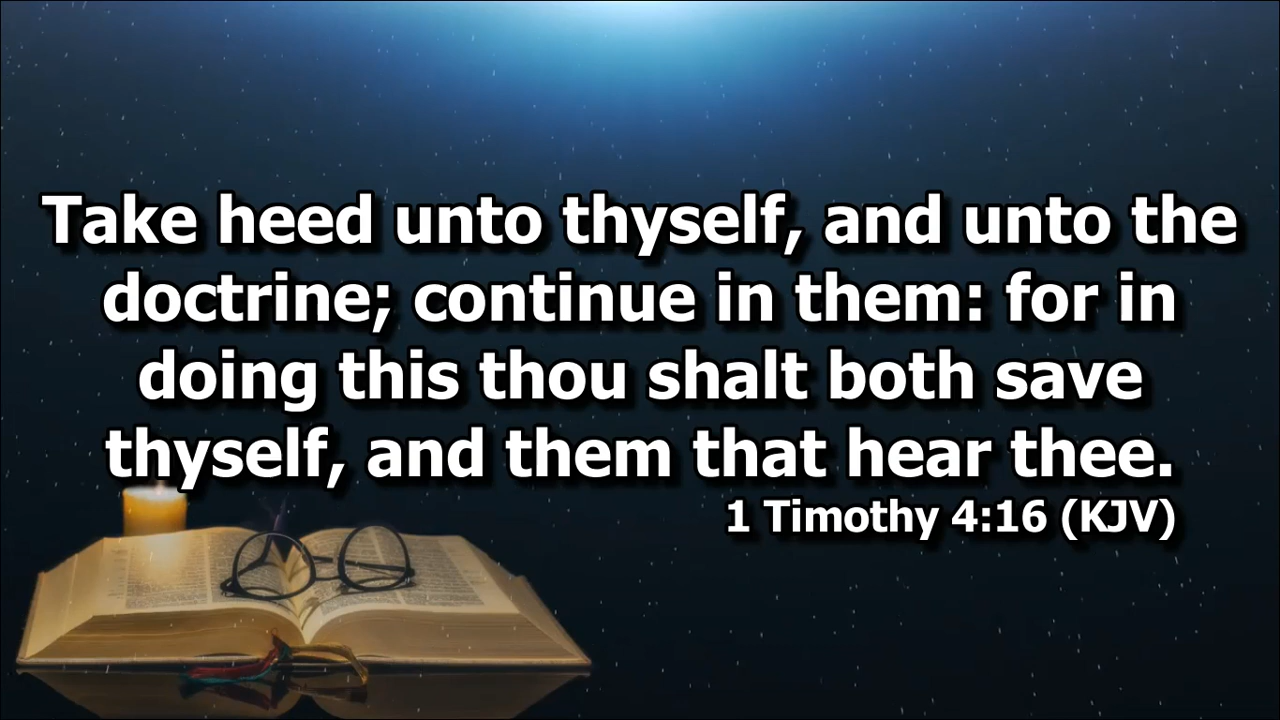 Take heed unto thyself, and unto the
doctrine; continue in them: for in
doing this thou shalt both save
thyself, and them that hear thee.
1 Timothy 4:16 (KJV)